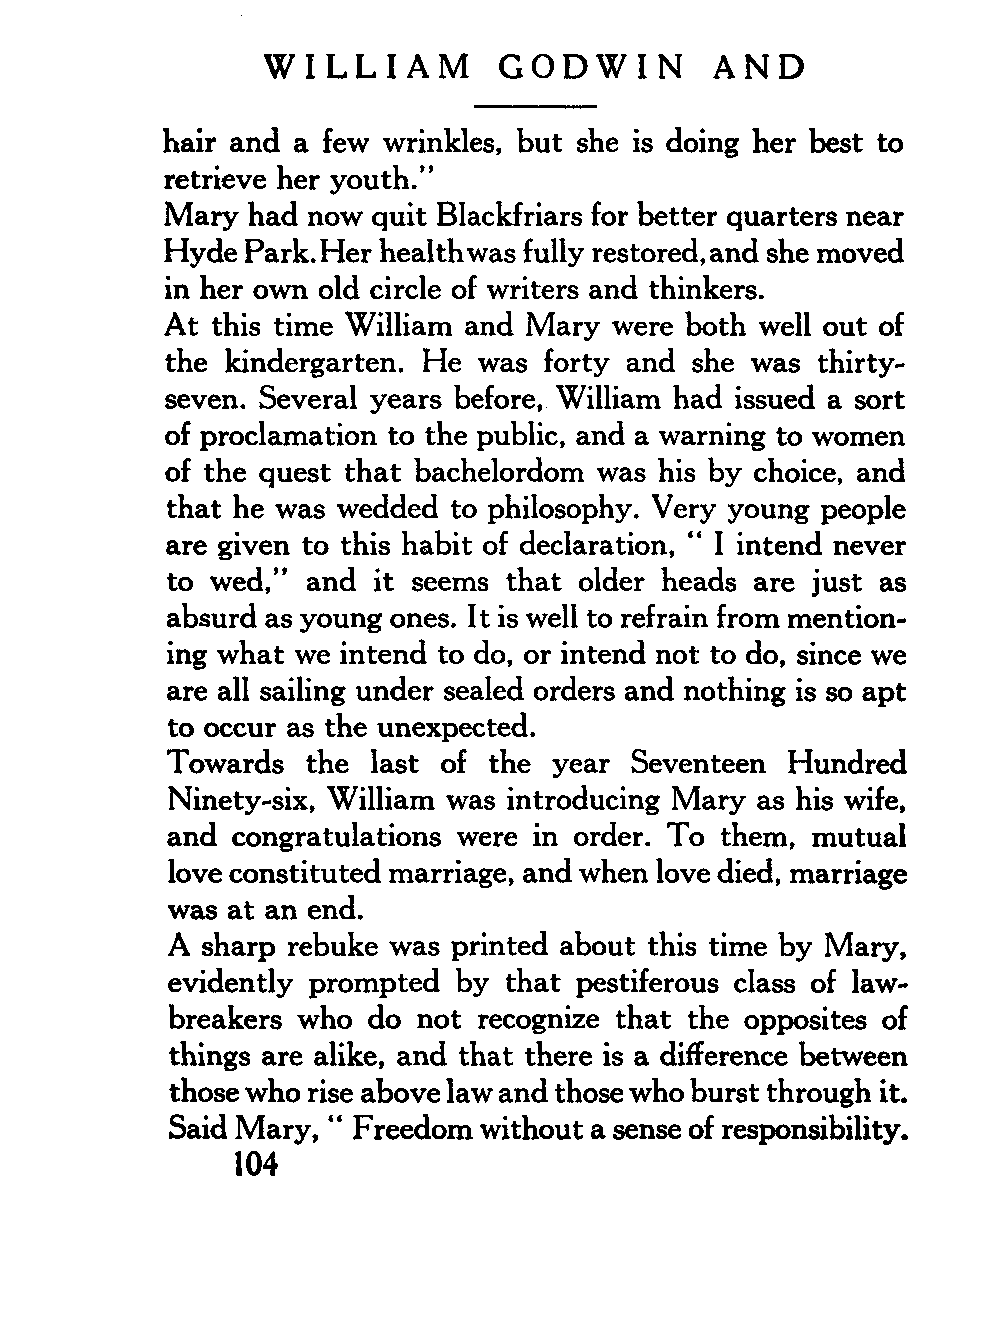 WILLIAM GODWIN AND
hair and a few wrinkles, but she is doing her best to
retrieve her youth."
Mary had now quit Blackfriars for better quarters near
Hyde Park. Her health was fully restored, and she moved
in her own old circle of writers and thinkers.
At this time William and Mary were both well out of
the kindergarten. He was forty and she was thirty-
seven. Several years before, William had issued a sort
of proclamation to the public, and a warning to women
of the quest that bachelordom was his by choice, and
that he was wedded to philosophy. Very young people
are given to this habit of declaration, " I intend never
to wed," and it seems that older heads are just as
absurd as young ones. It is well to refrain from mention-
ing what we intend to do, or intend not to do, since we
are all sailing under sealed orders and nothing is so apt
to occur as the unexpected.
Towards the last of the year Seventeen Hundred
Ninety-six, William was introducing Mary as his wife,
and congratulations were in order. To them, mutual
love constituted marriage, and when love died, marriage
was at an end.
A sharp rebuke was printed about this time by Mary,
evidently prompted by that pestiferous class of law-
breakers who do not recognize that the opposites of
things are alike, and that there is a difference between
those who rise above law and those who burst through it.
Said Mary, " Freedom without a sense of responsibility.
104